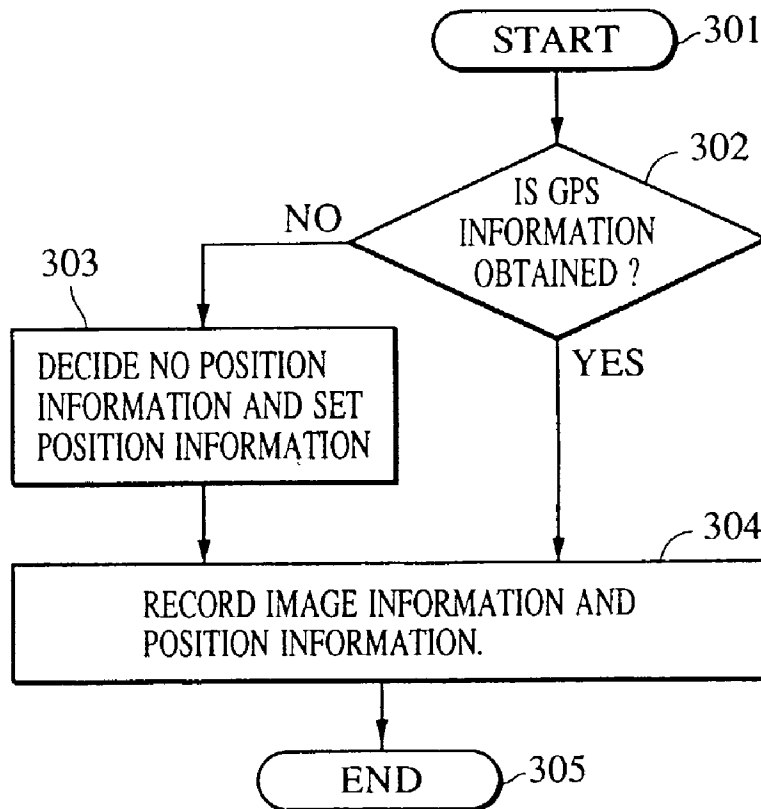 START
301
302
IS GPS
INFORMATION
OBTAINED ?
NO
303
YES
DECIDE NO POSITION
INFORMATION AND SET
POSITION INFORMATION
304
RECORD IMAGE INFORMATION AND
POSITION INFORMATION.
END
305